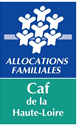 ALLOCATIONS
FAMILIALES
Caf
de la
Haute-Loire